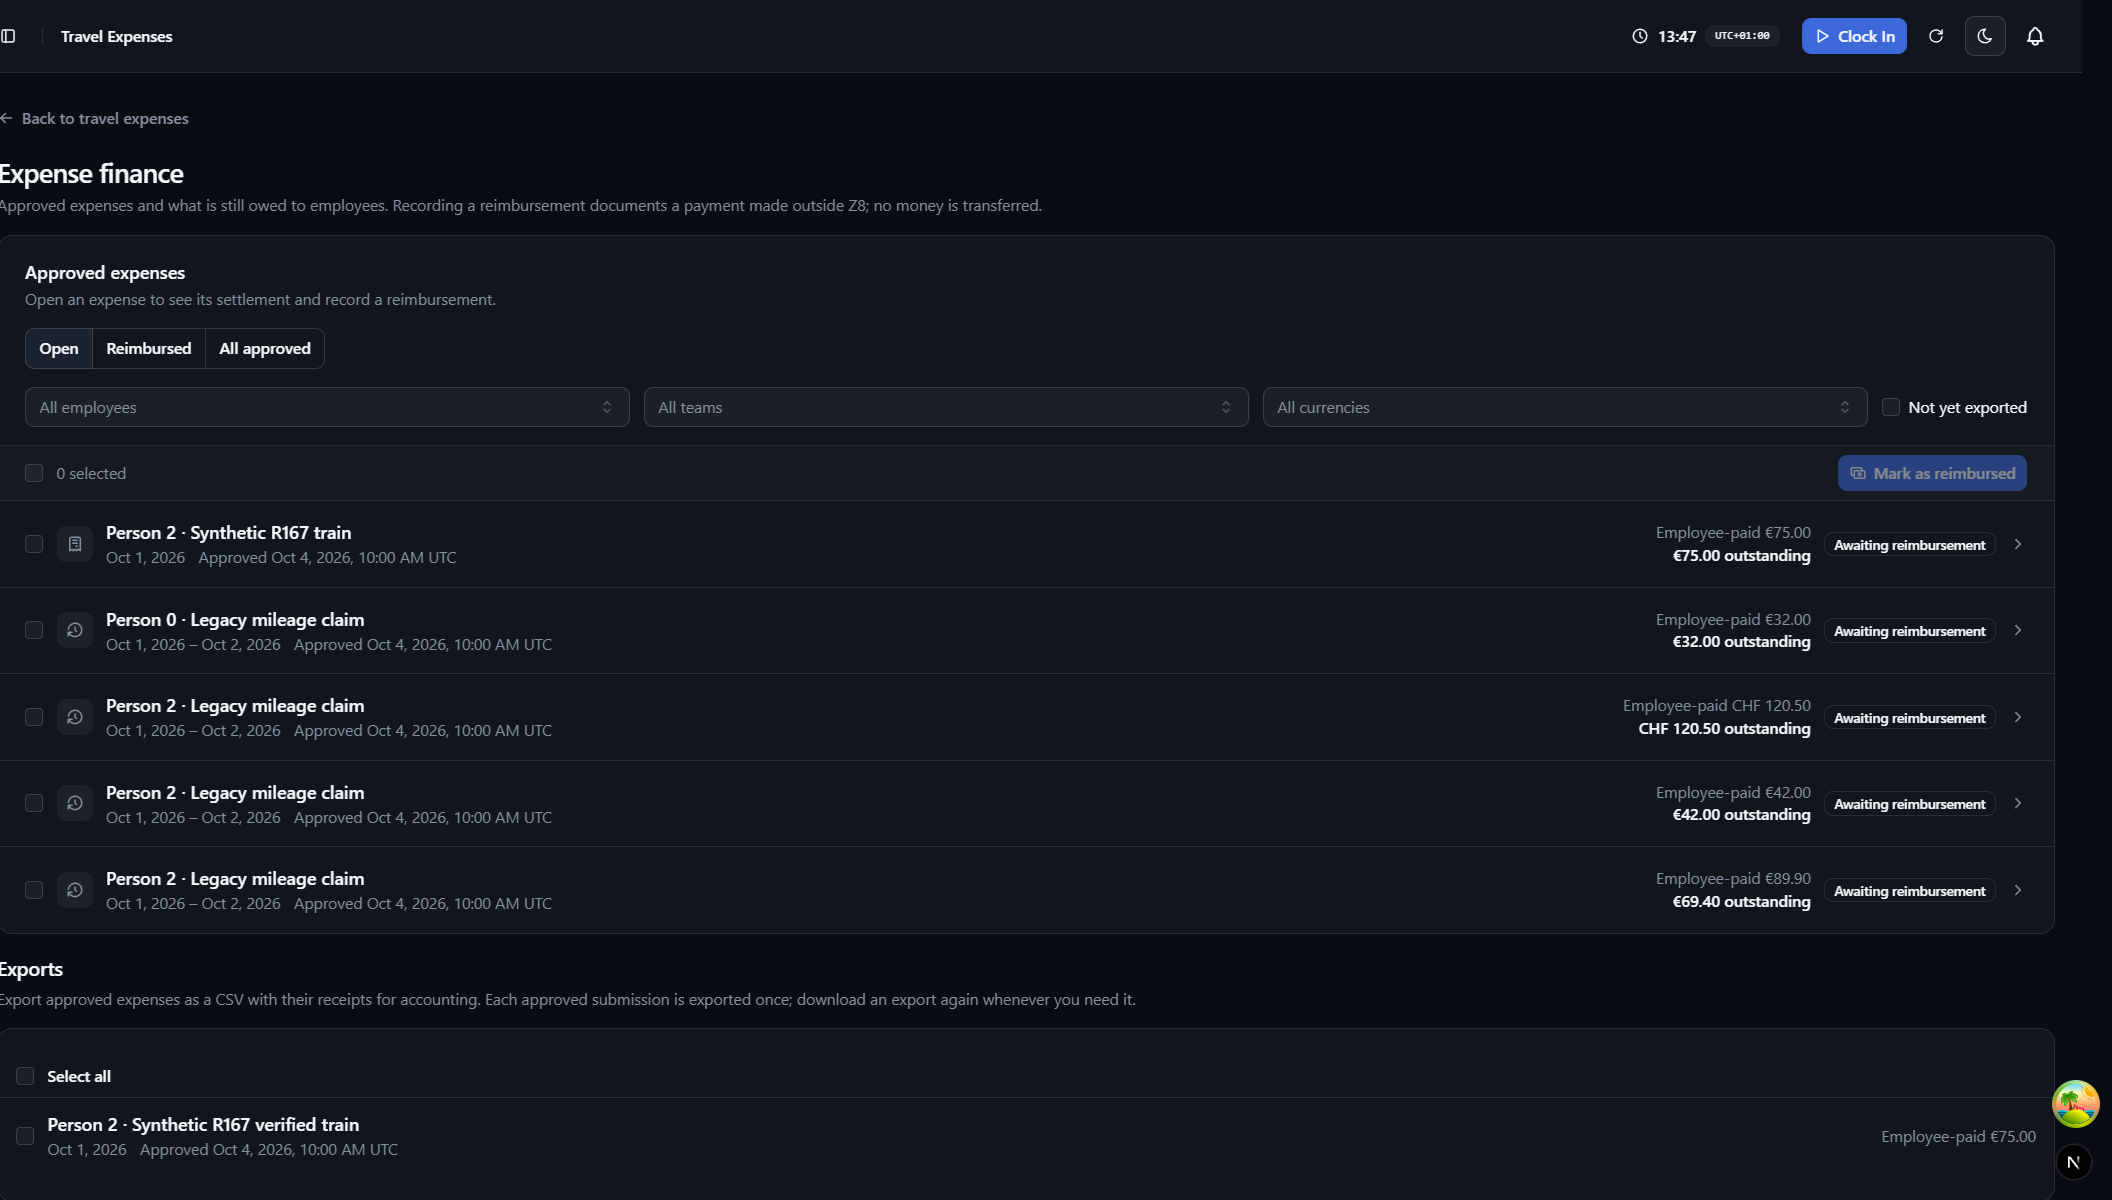 Travel Expenses
13:47 UTC+01:00
Clock In
Back to travel expenses
Expense finance
Approved expenses and what is still owed to employees. Recording a reimbursement documents a payment made outside Z8; no money is transferred.
Approved expenses
Open an expense to see its settlement and record a reimbursement.
Open Reimbursed All approved
All employees All teams All currencies Not yet exported
0 selected Mark as reimbursed
Person 2 · Synthetic R167 train
Oct 1, 2026 Approved Oct 4, 2026, 10:00 AM UTC
Employee-paid €75.00
€75.00 outstanding
Awaiting reimbursement
Person 0 · Legacy mileage claim
Oct 1, 2026 – Oct 2, 2026 Approved Oct 4, 2026, 10:00 AM UTC
Employee-paid €32.00
€32.00 outstanding
Awaiting reimbursement
Person 2 · Legacy mileage claim
Oct 1, 2026 – Oct 2, 2026 Approved Oct 4, 2026, 10:00 AM UTC
Employee-paid CHF 120.50
CHF 120.50 outstanding
Awaiting reimbursement
Person 2 · Legacy mileage claim
Oct 1, 2026 – Oct 2, 2026 Approved Oct 4, 2026, 10:00 AM UTC
Employee-paid €42.00
€42.00 outstanding
Awaiting reimbursement
Person 2 · Legacy mileage claim
Oct 1, 2026 – Oct 2, 2026 Approved Oct 4, 2026, 10:00 AM UTC
Employee-paid €89.90
€69.40 outstanding
Awaiting reimbursement
Exports
Export approved expenses as a CSV with their receipts for accounting. Each approved submission is exported once; download an export again whenever you need it.
Select all
Person 2 · Synthetic R167 verified train
Oct 1, 2026 Approved Oct 4, 2026, 10:00 AM UTC
Employee-paid €75.00
N